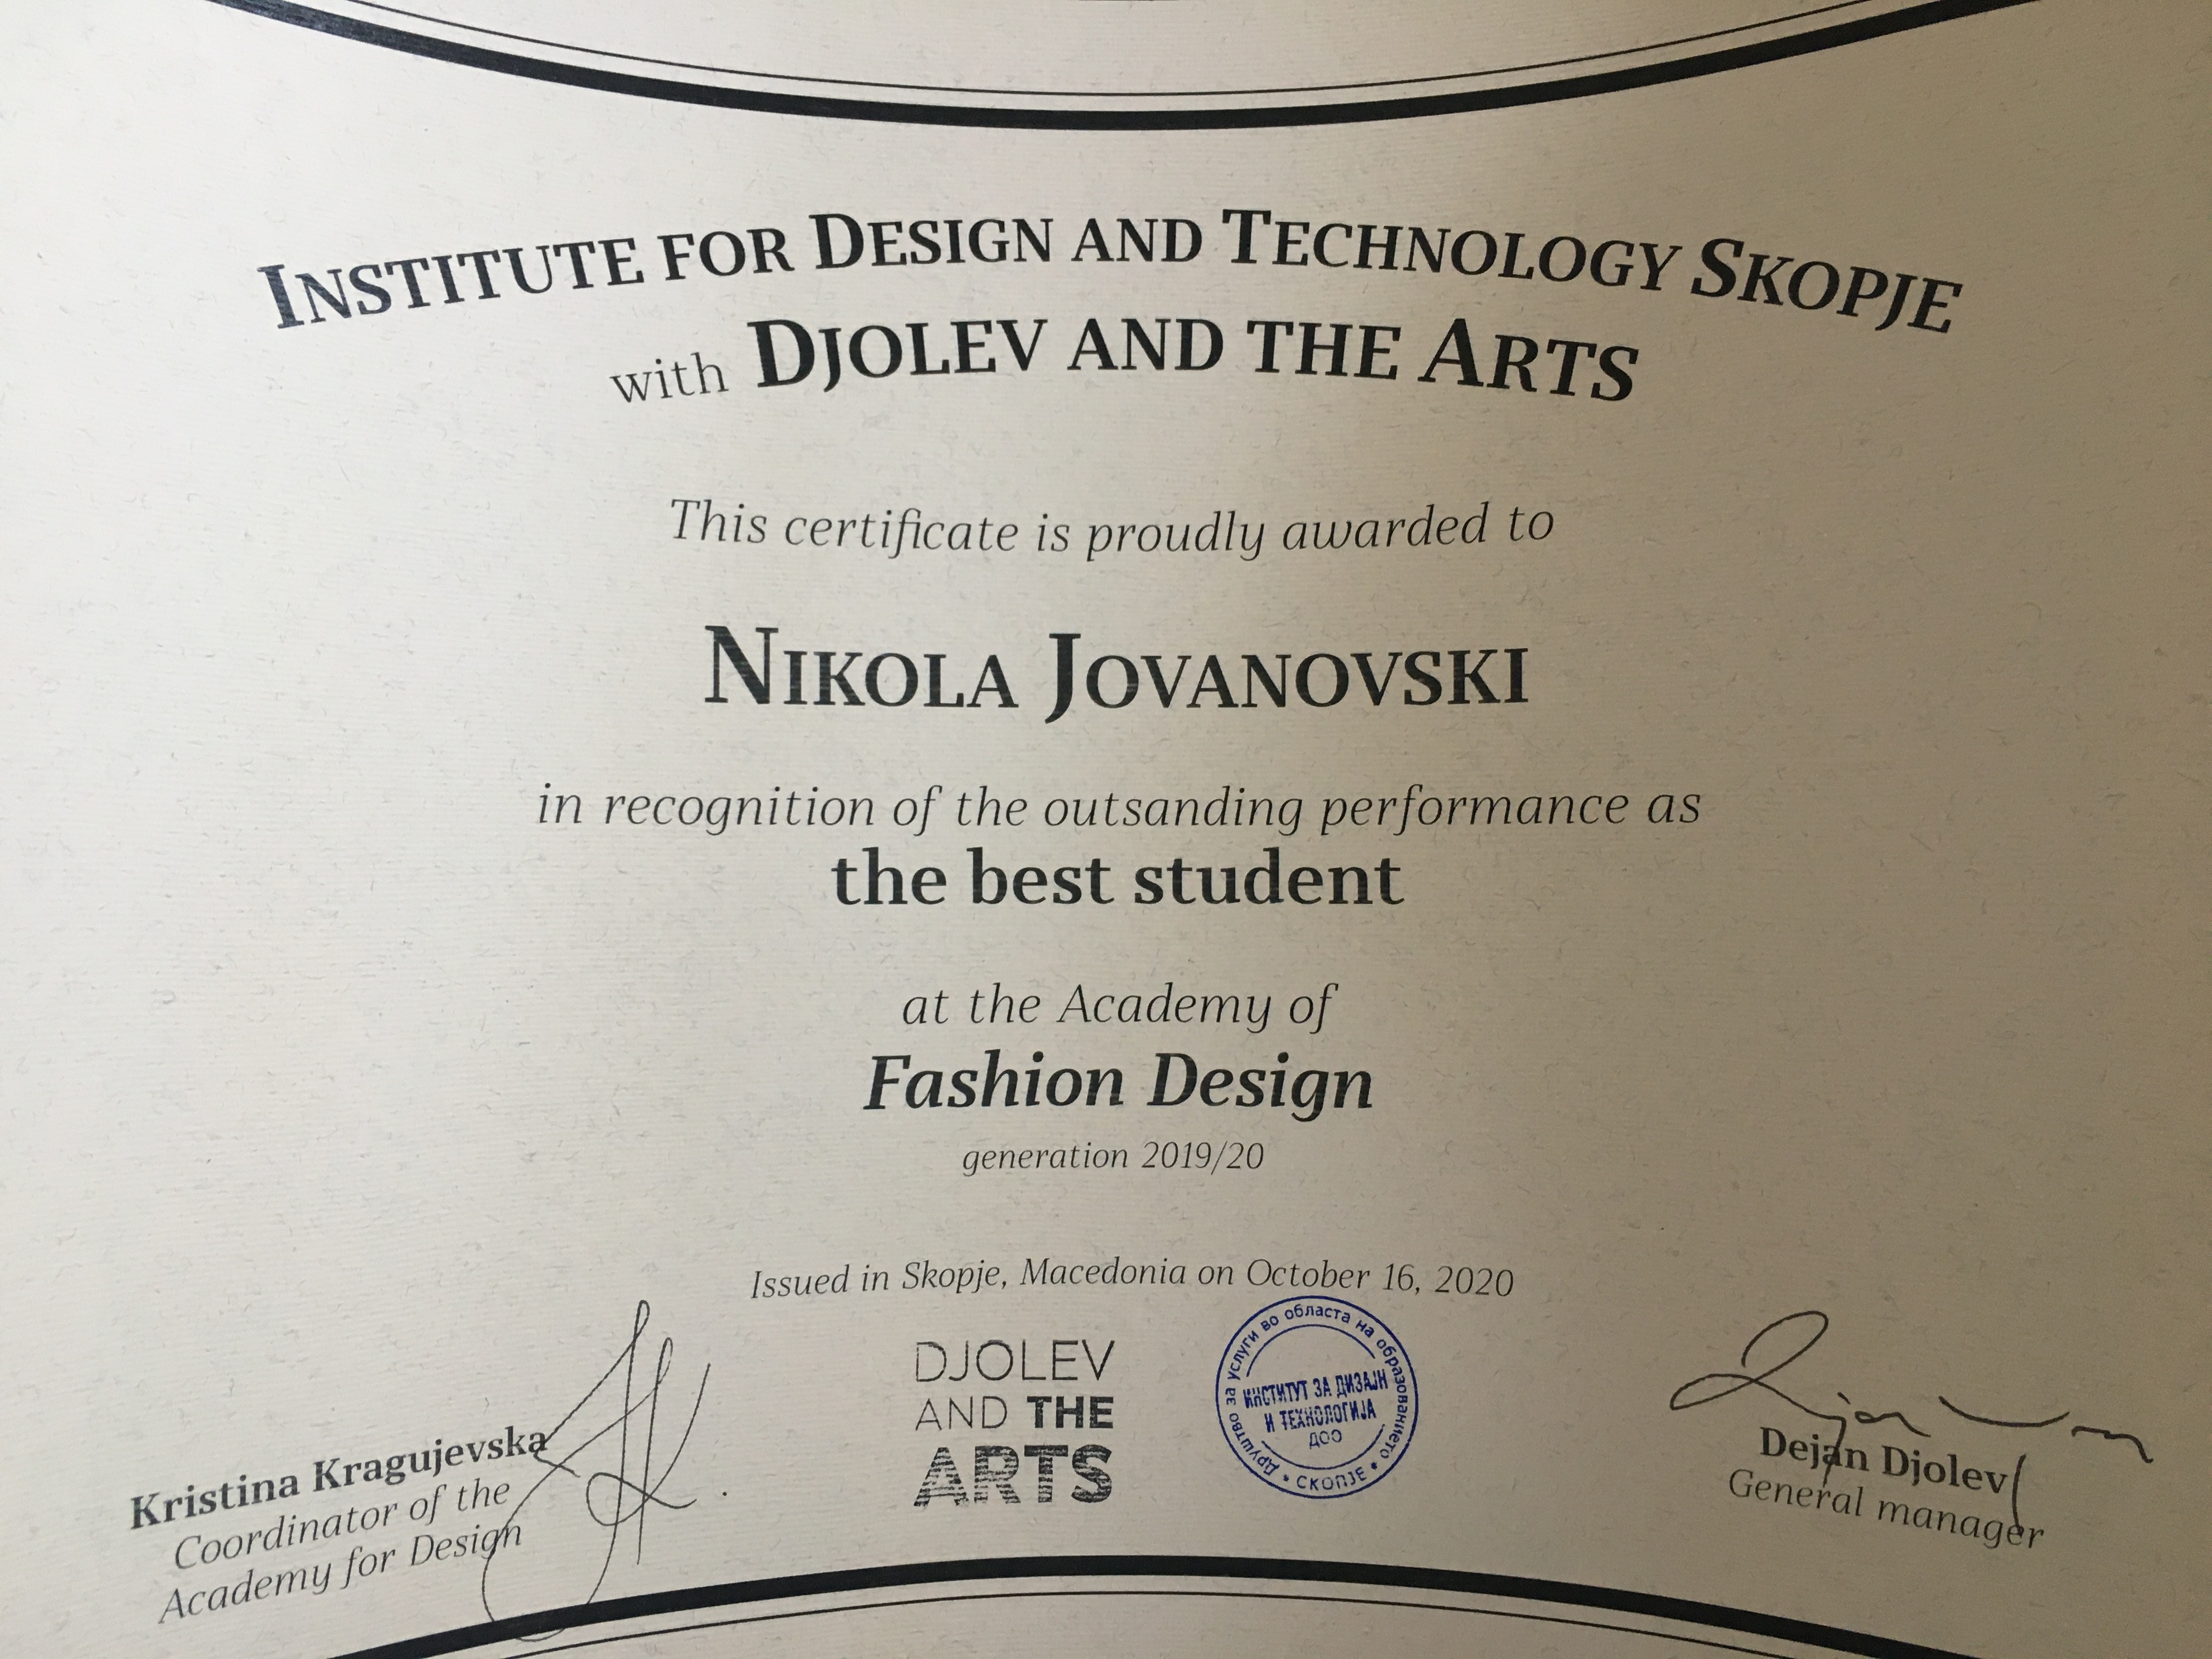 INSTITUTE FOR DESIGN AND TECHNOLOGY SKOPJE
with DJOLEV AND THE ARTS
This certificate is proudly awarded to
NIKOLA JOVANOVSKI
in recognition of the outsanding performance as
the best student
at the Academy of
Fashion Design
generation 2019/20
Issued in Skopje, Macedonia on October 16, 2020
Kristina Kragujevska
Coordinator of the
Academy for Design
DJOLEV
AND THE
ARTS
Друштво за услуги во областа на образованието
ИНСТИТУТ ЗА ДИЗАЈН
И ТЕХНОЛОГИЈА
ДОО
• СКОПЈЕ •
Dejan Djolev
General manager